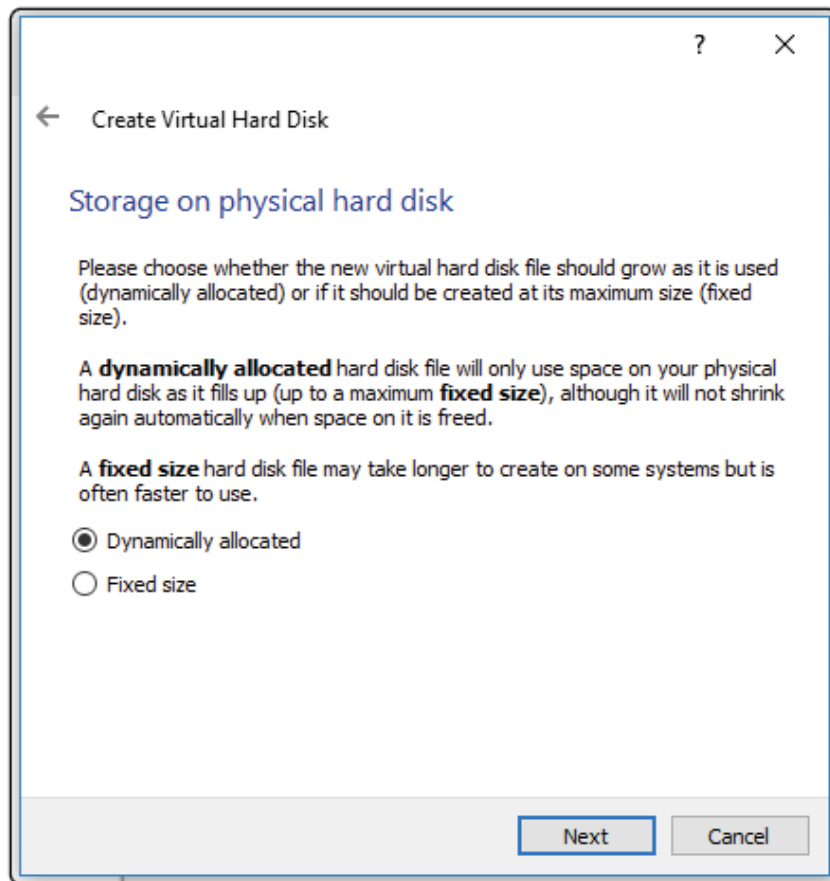 ?
Create Virtual Hard Disk
Storage on physical hard disk
Please choose whether the new virtual hard disk file should grow as it is used
(dynamically allocated) or if it should be created at its maximum size (fixed
size).
A dynamically allocated hard disk file will only use space on your physical
hard disk as it fills up (up to a maximum fixed size), although it will not shrink
again automatically when space on it is freed.
A fixed size hard disk file may take longer to create on some systems but is
often faster to use.
Dynamically allocated
Fixed size
Next Cancel